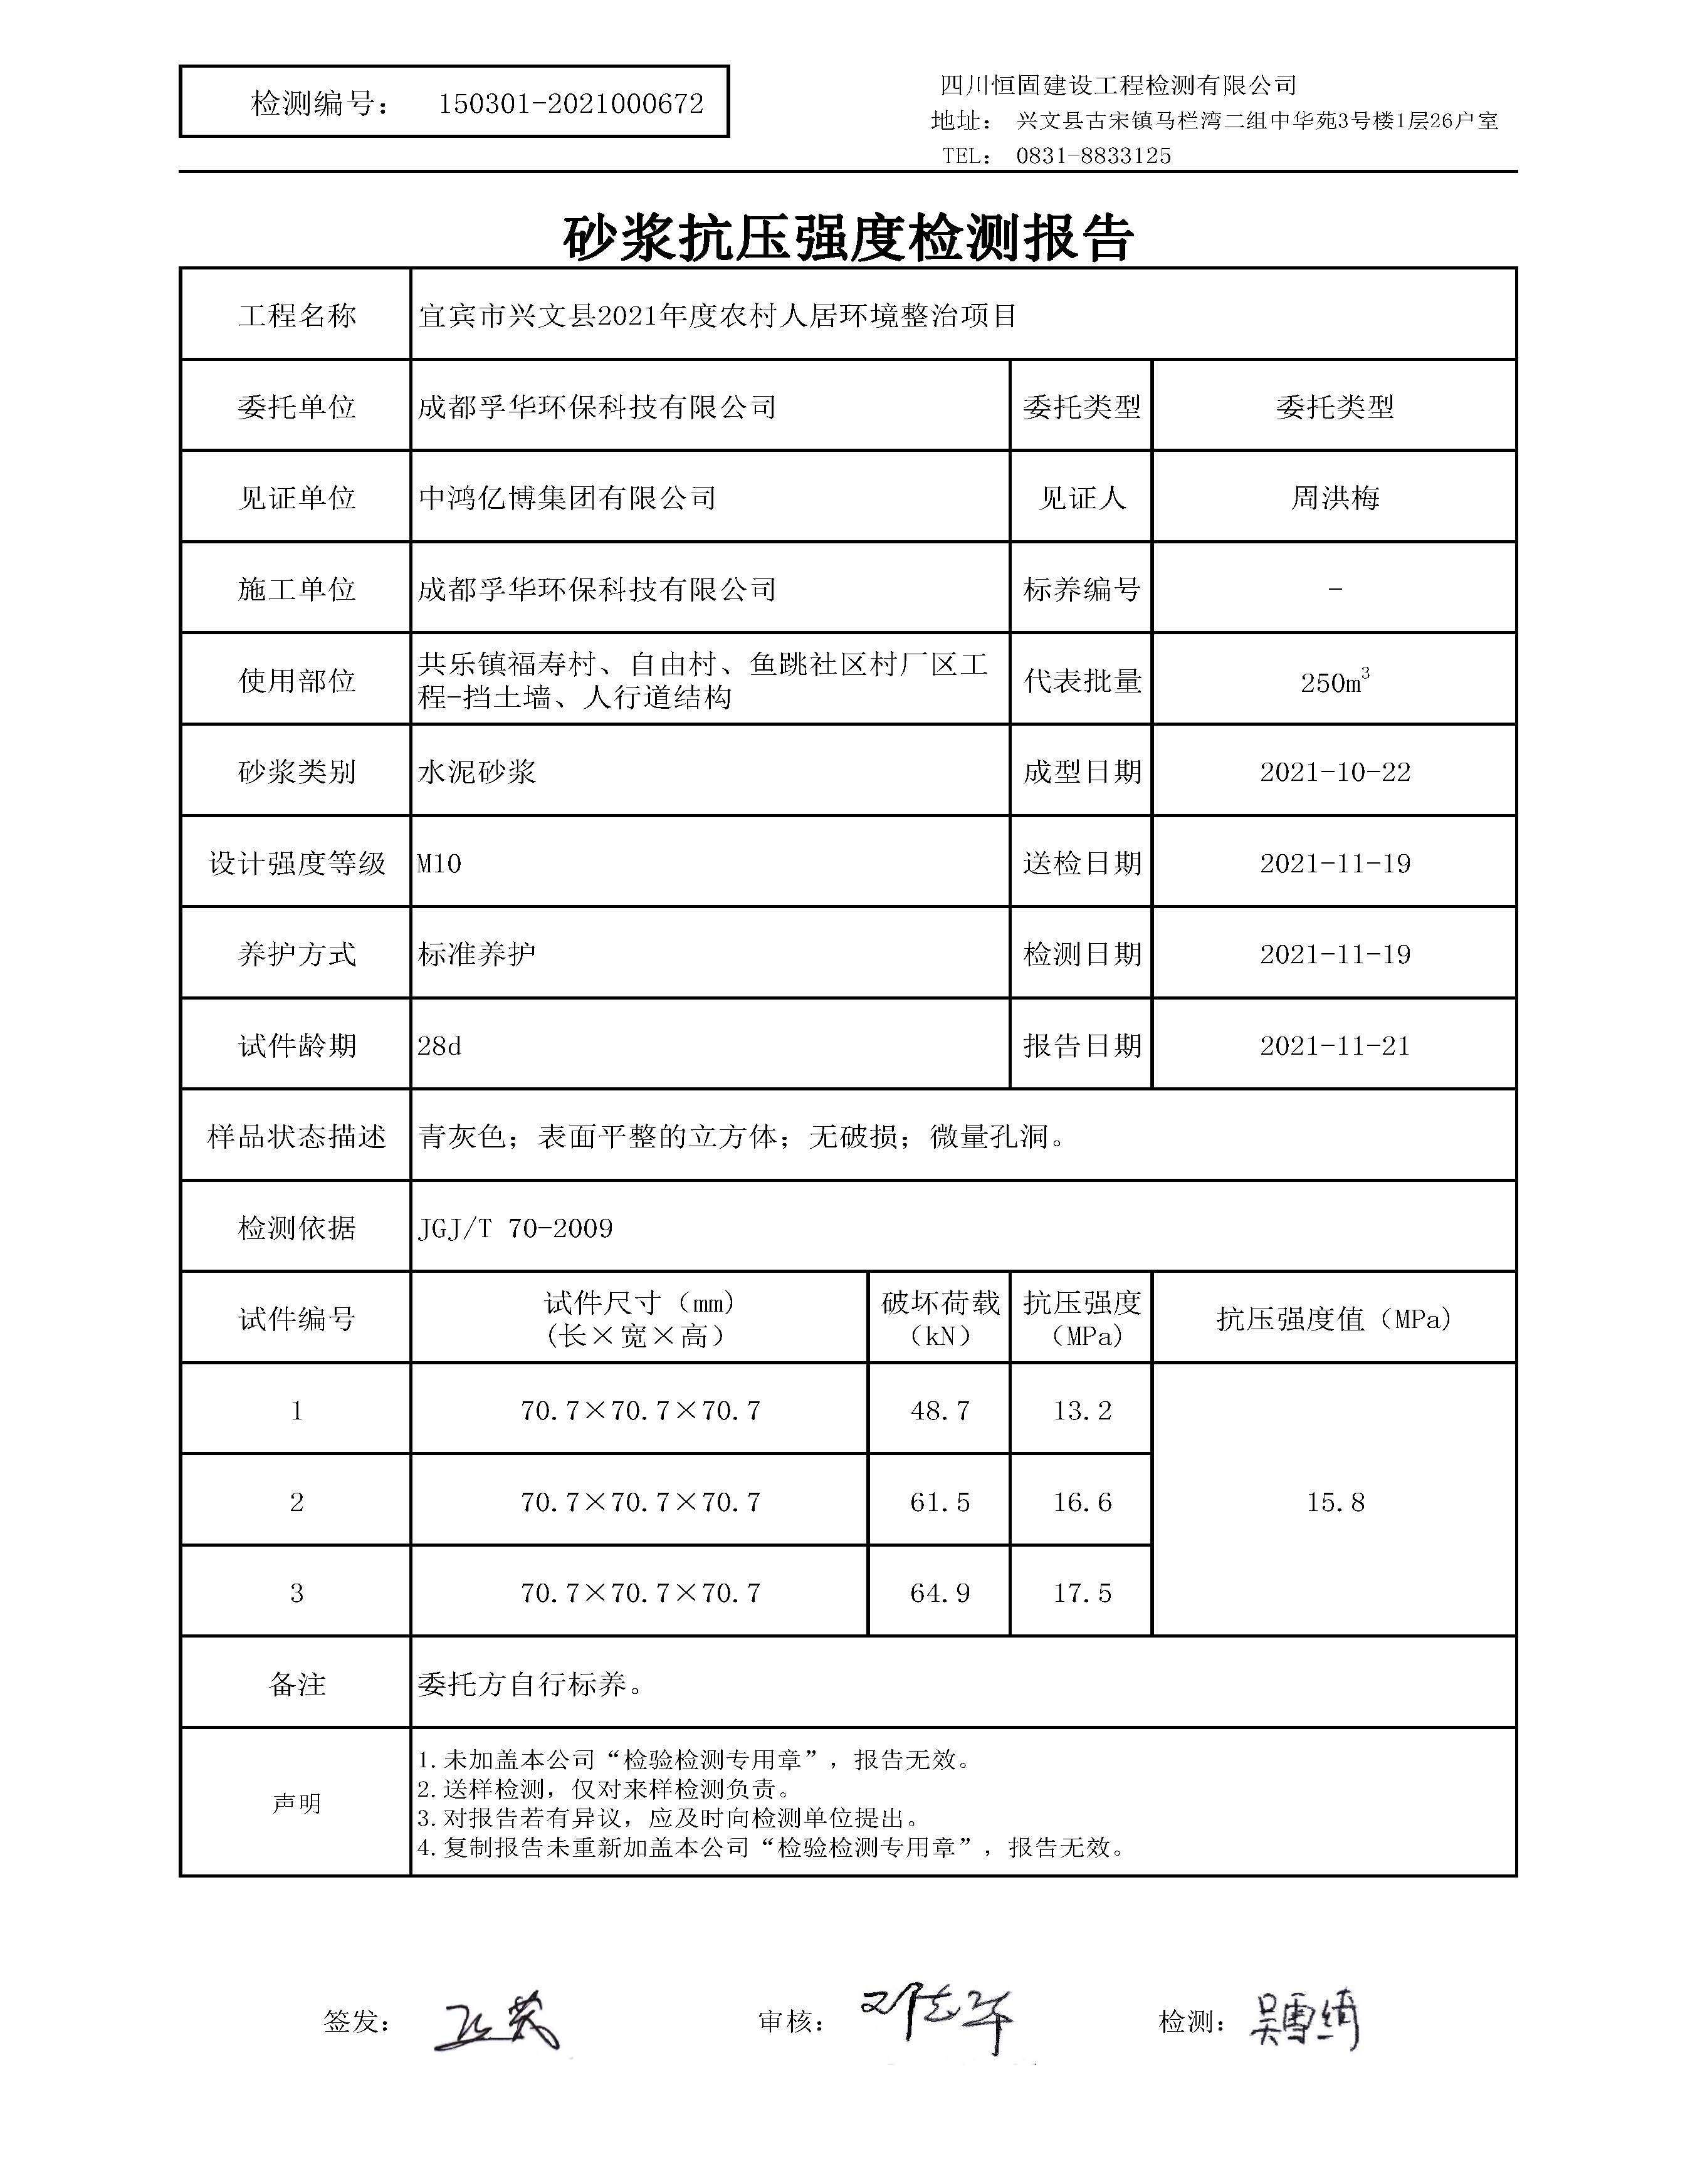 检测编号： 150301-2021000672
四川恒固建设工程检测有限公司
地址： 兴文县古宋镇马栏湾二组中华苑3号楼1层26户室
TEL： 0831-8833125
砂浆抗压强度检测报告
工程名称 宜宾市兴文县2021年度农村人居环境整治项目
委托单位 成都孚华环保科技有限公司 委托类型 委托类型
见证单位 中鸿亿博集团有限公司 见证人 周洪梅
施工单位 成都孚华环保科技有限公司 标养编号 -
使用部位 共乐镇福寿村、自由村、鱼跳社区村厂区工
程-挡土墙、人行道结构 代表批量 250m³
砂浆类别 水泥砂浆 成型日期 2021-10-22
设计强度等级 M10 送检日期 2021-11-19
养护方式 标准养护 检测日期 2021-11-19
试件龄期 28d 报告日期 2021-11-21
样品状态描述 青灰色；表面平整的立方体；无破损；微量孔洞。
检测依据 JGJ/T 70-2009
试件编号 试件尺寸（mm) 破坏荷载 抗压强度 抗压强度值（MPa)
(长×宽×高） （kN） （MPa)
1 70.7×70.7×70.7 48.7 13.2
2 70.7×70.7×70.7 61.5 16.6 15.8
3 70.7×70.7×70.7 64.9 17.5
备注 委托方自行标养。
声明
1.未加盖本公司“检验检测专用章”，报告无效。
2.送样检测，仅对来样检测负责。
3.对报告若有异议，应及时向检测单位提出。
4.复制报告未重新加盖本公司“检验检测专用章”，报告无效。
签发： 审核： 检测：吴雪绮